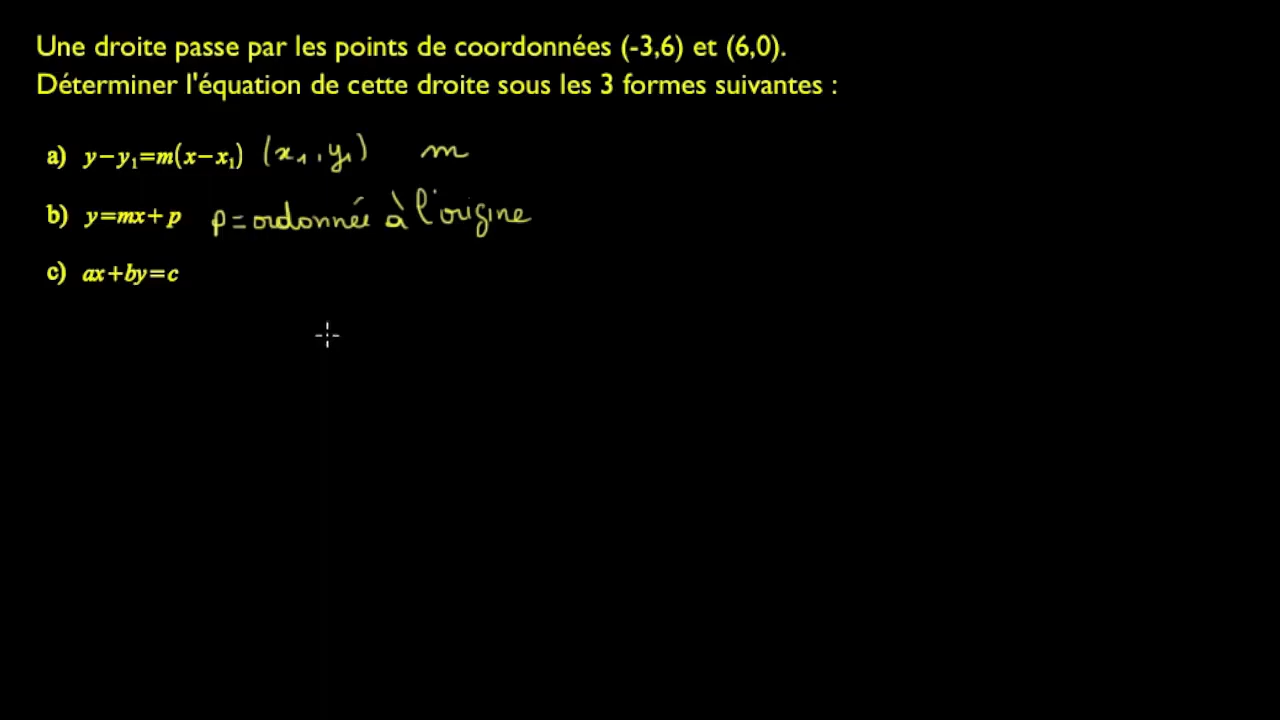 Une droite passe par les points de coordonnées (-3,6) et (6,0).
Déterminer l'équation de cette droite sous les 3 formes suivantes :
a) y−y₁=m(x−x₁) (x₁,y₁) m
b) y=mx+p p=ordonnée à l'origine
c) ax+by=c